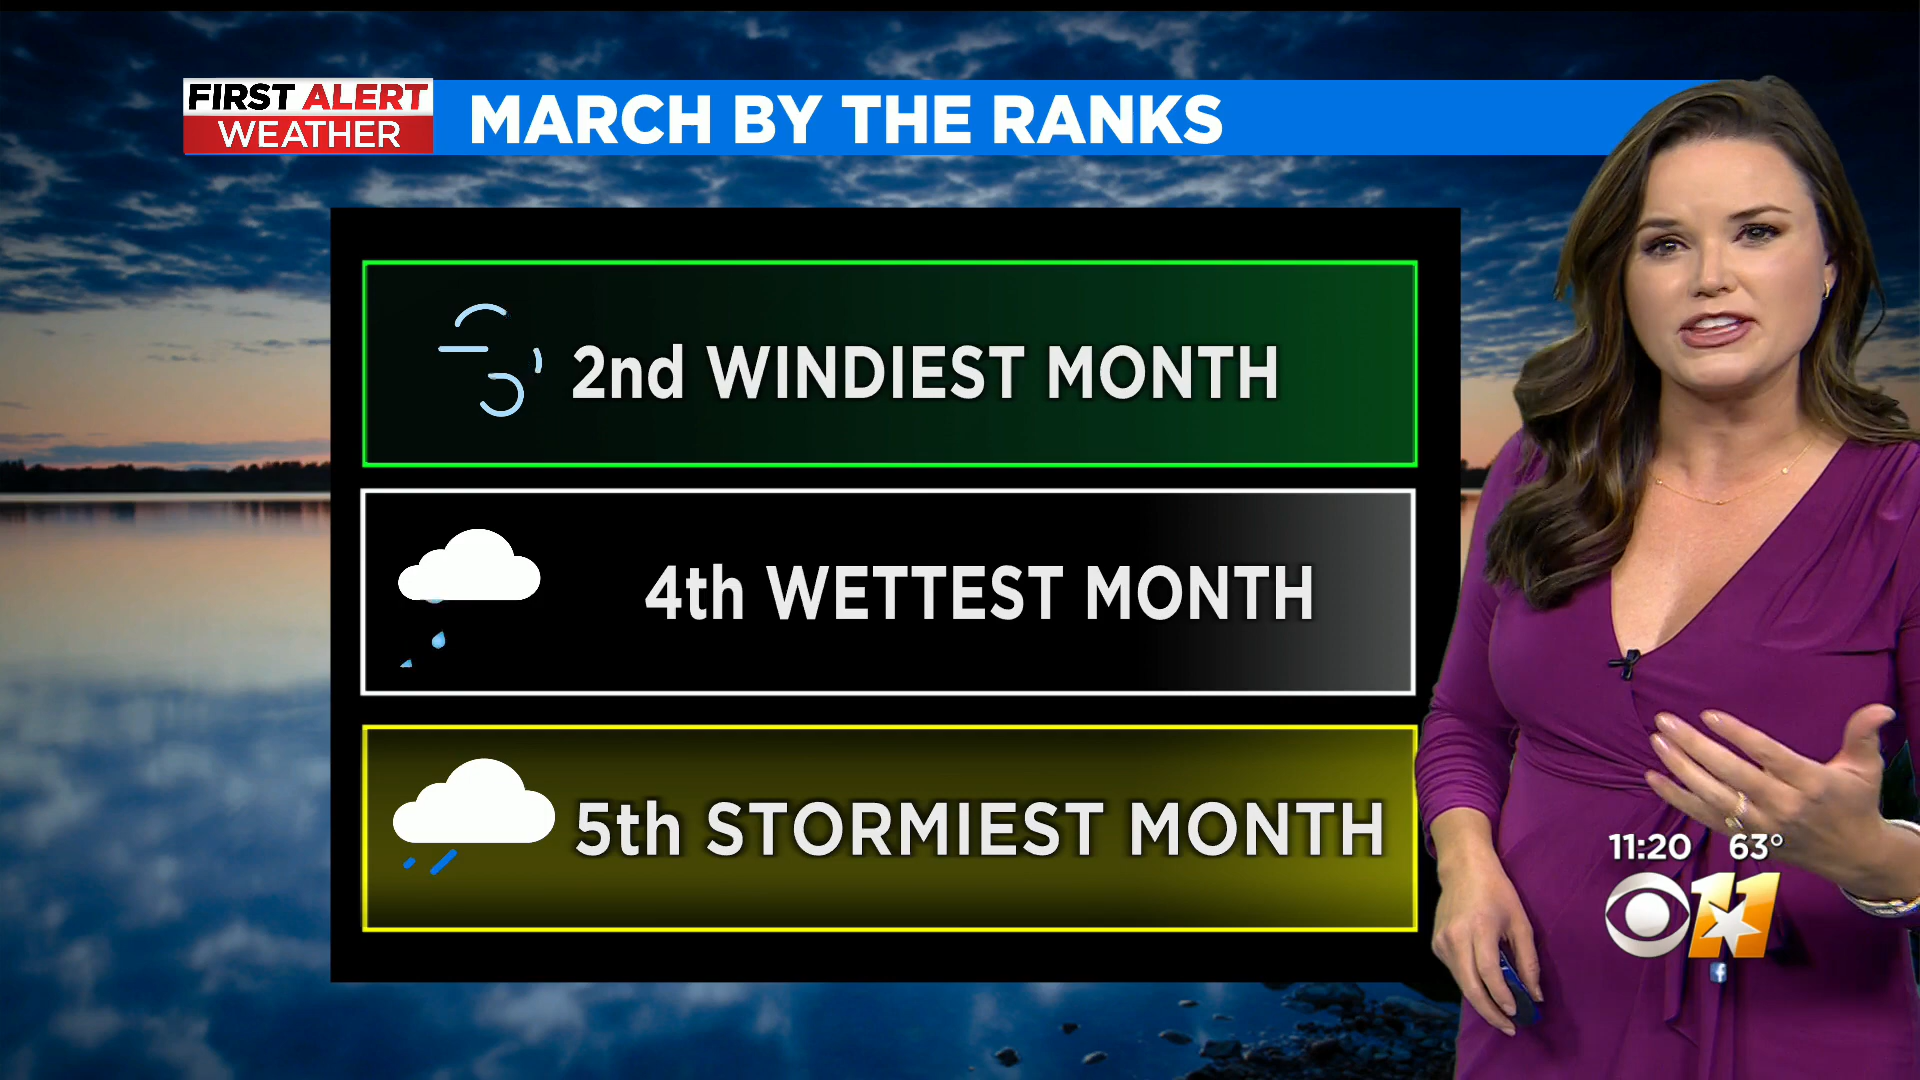 FIRST ALERT
WEATHER
MARCH BY THE RANKS
2nd WINDIEST MONTH
4th WETTEST MONTH
5th STORMIEST MONTH
11:20 63°
11
f